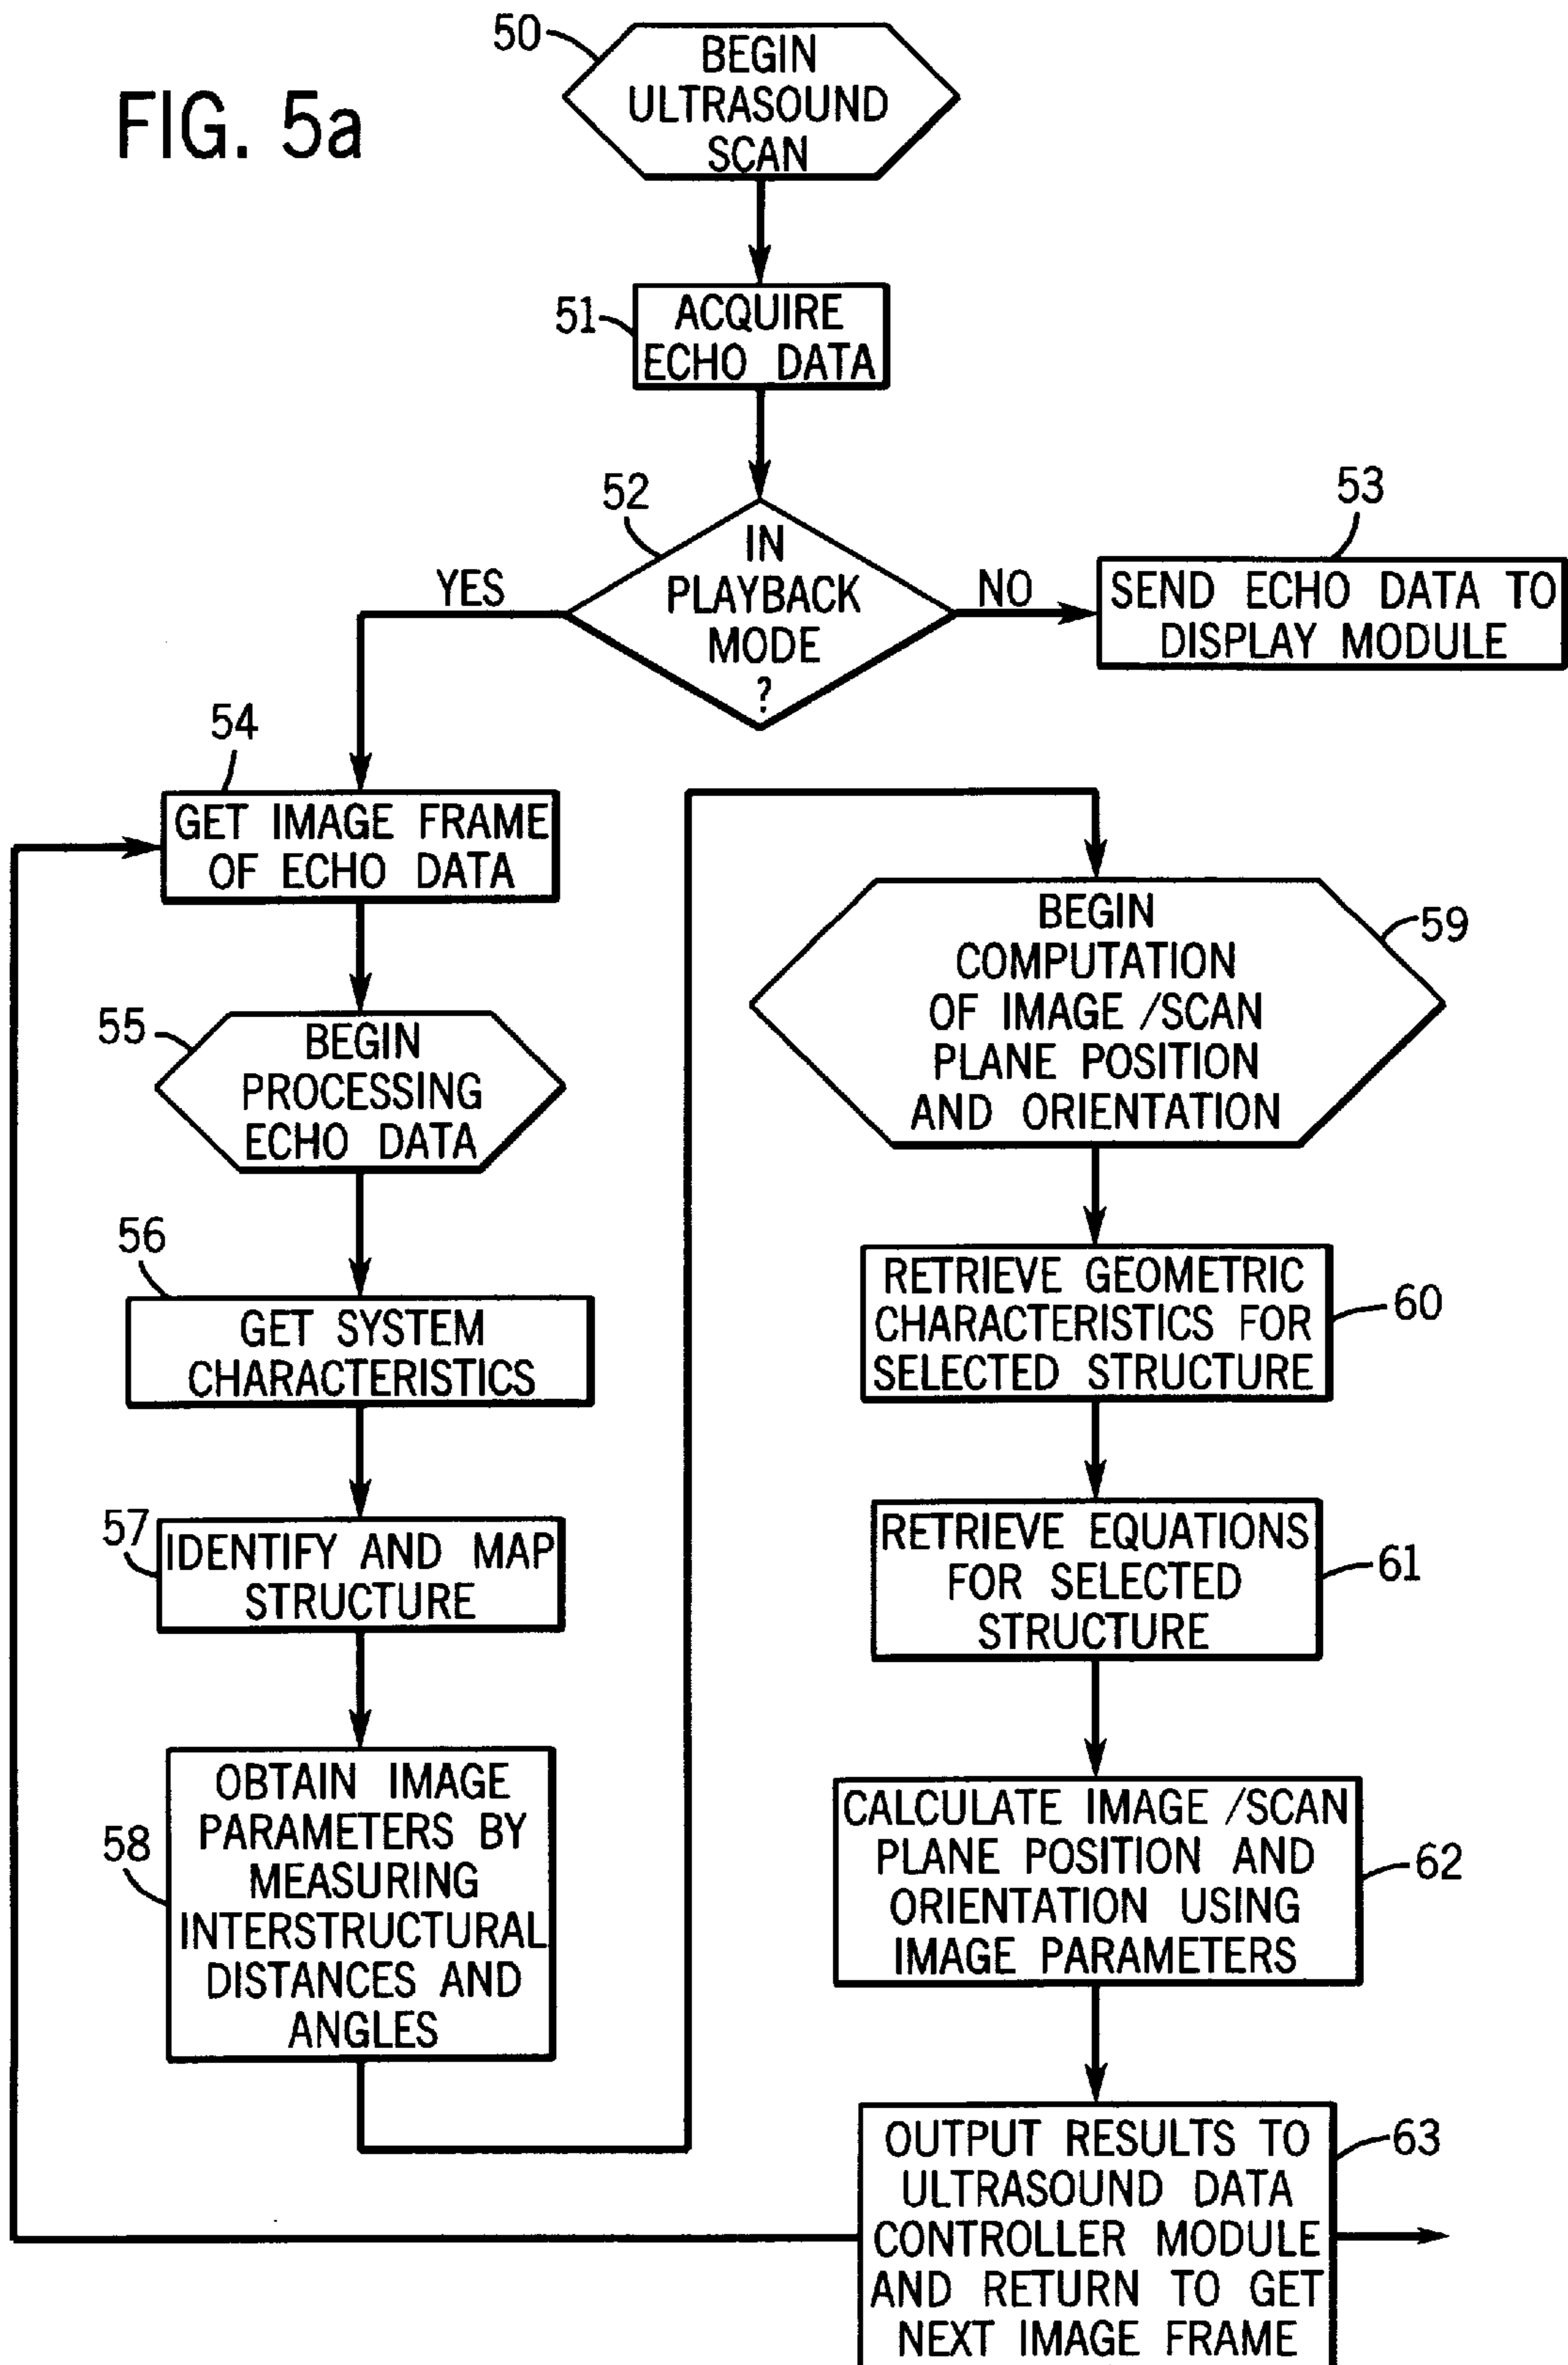 FIG. 5a
50
BEGIN
ULTRASOUND
SCAN
51
ACQUIRE
ECHO DATA
52
IN
PLAYBACK
MODE
?
YES
NO
53
SEND ECHO DATA TO
DISPLAY MODULE
54
GET IMAGE FRAME
OF ECHO DATA
55
BEGIN
PROCESSING
ECHO DATA
56
GET SYSTEM
CHARACTERISTICS
57
IDENTIFY AND MAP
STRUCTURE
58
OBTAIN IMAGE
PARAMETERS BY
MEASURING
INTERSTRUCTURAL
DISTANCES AND
ANGLES
BEGIN
COMPUTATION
OF IMAGE /SCAN
PLANE POSITION
AND ORIENTATION
59
RETRIEVE GEOMETRIC
CHARACTERISTICS FOR
SELECTED STRUCTURE
60
RETRIEVE EQUATIONS
FOR SELECTED
STRUCTURE
61
CALCULATE IMAGE /SCAN
PLANE POSITION AND
ORIENTATION USING
IMAGE PARAMETERS
62
OUTPUT RESULTS TO
ULTRASOUND DATA
CONTROLLER MODULE
AND RETURN TO GET
NEXT IMAGE FRAME
63